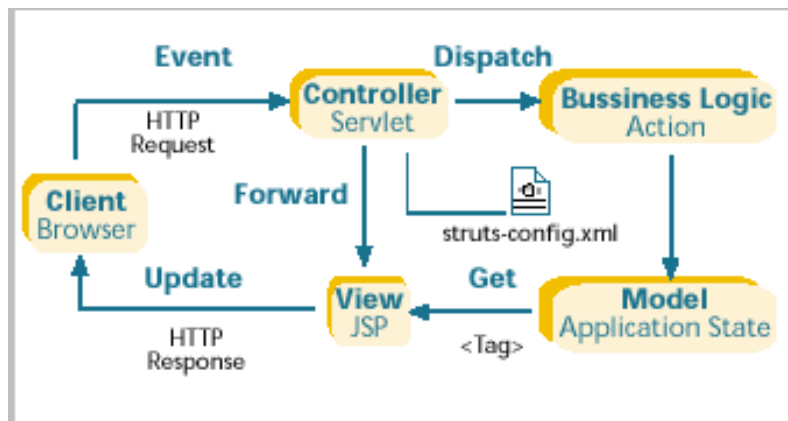 Event
Dispatch
Controller
Servlet
Bussiness Logic
Action
HTTP
Request
Client
Browser
Forward
struts-config.xml
Update
View
JSP
Get
Model
Application State
HTTP
Response
<Tag>